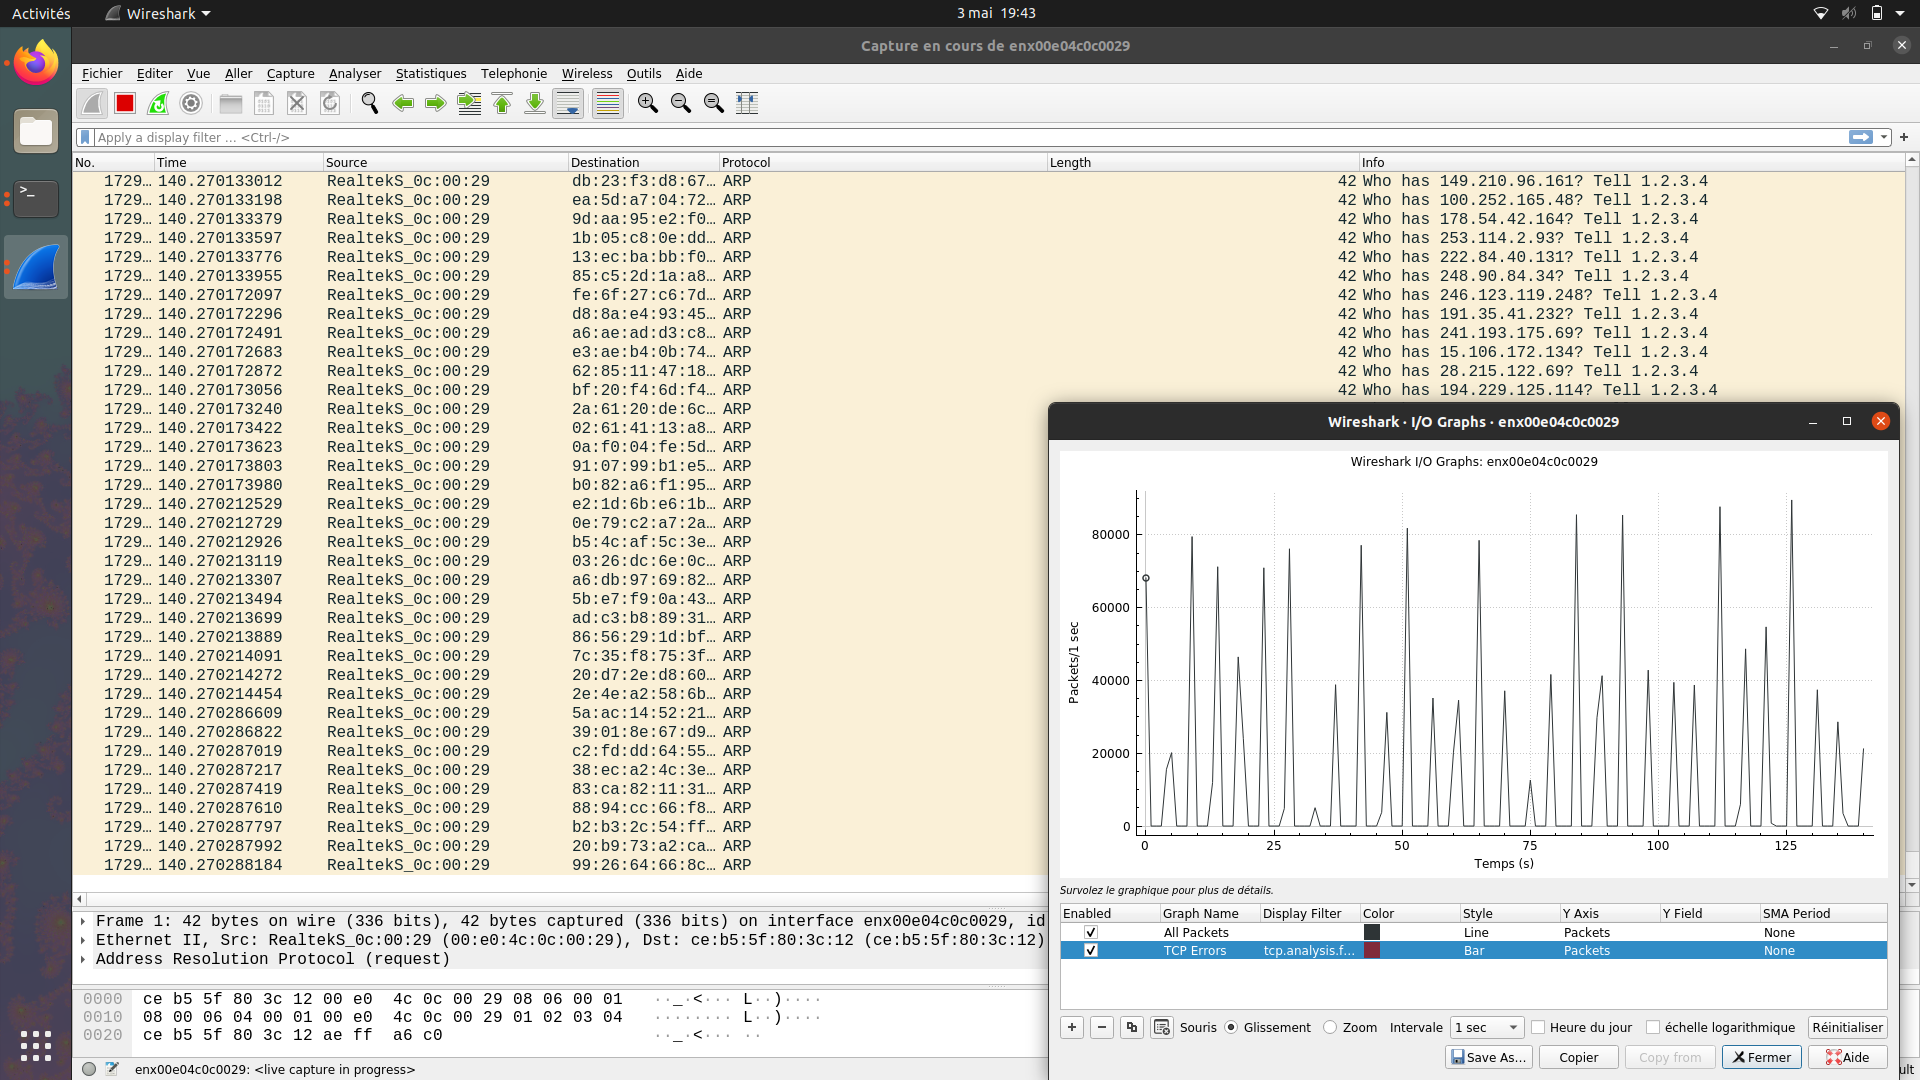 Activités
Wireshark
3 mai 19:43
Capture en cours de enx00e04c0c0029
Fichier Editer Vue Aller Capture Analyser Statistiques Telephonie Wireless Outils Aide
Apply a display filter … <Ctrl-/>
No. Time Source Destination Protocol Length Info
1729… 140.270133012 RealtekS_0c:00:29 db:23:f3:d8:67… ARP 42 Who has 149.210.96.161? Tell 1.2.3.4
1729… 140.270133198 RealtekS_0c:00:29 ea:5d:a7:04:72… ARP 42 Who has 100.252.165.48? Tell 1.2.3.4
1729… 140.270133379 RealtekS_0c:00:29 9d:aa:95:e2:f0… ARP 42 Who has 178.54.42.164? Tell 1.2.3.4
1729… 140.270133597 RealtekS_0c:00:29 1b:05:c8:0e:dd… ARP 42 Who has 253.114.2.93? Tell 1.2.3.4
1729… 140.270133776 RealtekS_0c:00:29 13:ec:ba:bb:f0… ARP 42 Who has 222.84.40.131? Tell 1.2.3.4
1729… 140.270133955 RealtekS_0c:00:29 85:c5:2d:1a:a8… ARP 42 Who has 248.90.84.34? Tell 1.2.3.4
1729… 140.270172097 RealtekS_0c:00:29 fe:6f:27:c6:7d… ARP 42 Who has 246.123.119.248? Tell 1.2.3.4
1729… 140.270172296 RealtekS_0c:00:29 d8:8a:e4:93:45… ARP 42 Who has 191.35.41.232? Tell 1.2.3.4
1729… 140.270172491 RealtekS_0c:00:29 a6:ae:ad:d3:c8… ARP 42 Who has 241.193.175.69? Tell 1.2.3.4
1729… 140.270172683 RealtekS_0c:00:29 e3:ae:b4:0b:74… ARP 42 Who has 15.106.172.134? Tell 1.2.3.4
1729… 140.270172872 RealtekS_0c:00:29 62:85:11:47:18… ARP 42 Who has 28.215.122.69? Tell 1.2.3.4
1729… 140.270173056 RealtekS_0c:00:29 bf:20:f4:6d:f4… ARP 42 Who has 194.229.125.114? Tell 1.2.3.4
1729… 140.270173240 RealtekS_0c:00:29 2a:61:20:de:6c… ARP
1729… 140.270173422 RealtekS_0c:00:29 02:61:41:13:a8… ARP
1729… 140.270173623 RealtekS_0c:00:29 0a:f0:04:fe:5d… ARP
1729… 140.270173803 RealtekS_0c:00:29 91:07:99:b1:e5… ARP
1729… 140.270173980 RealtekS_0c:00:29 b0:82:a6:f1:95… ARP
1729… 140.270212529 RealtekS_0c:00:29 e2:1d:6b:e6:1b… ARP
1729… 140.270212729 RealtekS_0c:00:29 0e:79:c2:a7:2a… ARP
1729… 140.270212926 RealtekS_0c:00:29 b5:4c:af:5c:3e… ARP
1729… 140.270213119 RealtekS_0c:00:29 03:26:dc:6e:0c… ARP
1729… 140.270213307 RealtekS_0c:00:29 a6:db:97:69:82… ARP
1729… 140.270213494 RealtekS_0c:00:29 5b:e7:f9:0a:43… ARP
1729… 140.270213699 RealtekS_0c:00:29 ad:c3:b8:89:31… ARP
1729… 140.270213889 RealtekS_0c:00:29 86:56:29:1d:bf… ARP
1729… 140.270214091 RealtekS_0c:00:29 7c:35:f8:75:3f… ARP
1729… 140.270214272 RealtekS_0c:00:29 20:d7:2e:d8:60… ARP
1729… 140.270214454 RealtekS_0c:00:29 2e:4e:a2:58:6b… ARP
1729… 140.270286609 RealtekS_0c:00:29 5a:ac:14:52:21… ARP
1729… 140.270286822 RealtekS_0c:00:29 39:01:8e:67:d9… ARP
1729… 140.270287019 RealtekS_0c:00:29 c2:fd:dd:64:55… ARP
1729… 140.270287217 RealtekS_0c:00:29 38:ec:a2:4c:3e… ARP
1729… 140.270287419 RealtekS_0c:00:29 83:ca:82:11:31… ARP
1729… 140.270287610 RealtekS_0c:00:29 88:94:cc:66:f8… ARP
1729… 140.270287797 RealtekS_0c:00:29 b2:b3:2c:54:ff… ARP
1729… 140.270287992 RealtekS_0c:00:29 20:b9:73:a2:ca… ARP
1729… 140.270288184 RealtekS_0c:00:29 99:26:64:66:8c… ARP
Frame 1: 42 bytes on wire (336 bits), 42 bytes captured (336 bits) on interface enx00e04c0c0029, id
Ethernet II, Src: RealtekS_0c:00:29 (00:e0:4c:0c:00:29), Dst: ce:b5:5f:80:3c:12 (ce:b5:5f:80:3c:12)
Address Resolution Protocol (request)
0000 ce b5 5f 80 3c 12 00 e0 4c 0c 00 29 08 06 00 01 ··_·<··· L··)····
0010 08 00 06 04 00 01 00 e0 4c 0c 00 29 01 02 03 04 ········ L··)····
0020 ce b5 5f 80 3c 12 ae ff a6 c0 ··_·<··· ··
enx00e04c0c0029: <live capture in progress>
ult
Wireshark · I/O Graphs · enx00e04c0c0029
Wireshark I/O Graphs: enx00e04c0c0029
Packets/1 sec
80000
60000
40000
20000
0
0 25 50 75 100 125
Temps (s)
Survolez le graphique pour plus de détails.
Enabled Graph Name Display Filter Color Style Y Axis Y Field SMA Period
All Packets Line Packets None
TCP Errors tcp.analysis.f… Bar Packets None
Souris Glissement Zoom Intervale 1 sec Heure du jour échelle logarithmique Réinitialiser
Save As… Copier Copy from Fermer Aide